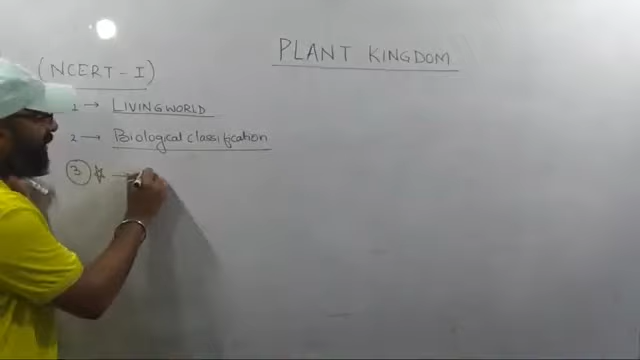 PLANT KINGDOM
(NCERT-I)
1 → LIVING WORLD
2 → Biological classification
3 ☆ →